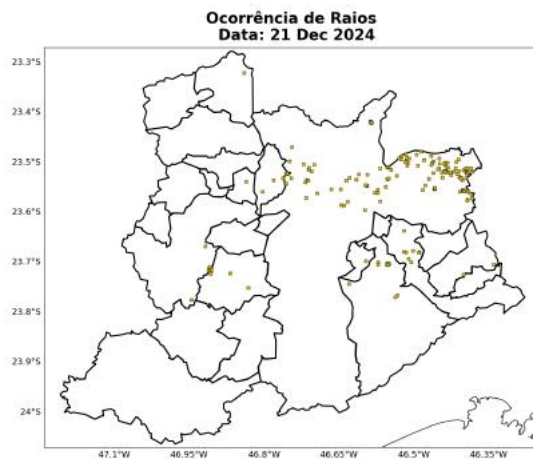 Ocorrência de Raios
Data: 21 Dec 2024
23.3°S
23.4°S
23.5°S
23.6°S
23.7°S
23.8°S
23.9°S
24°S
47.1°W 46.95°W 46.8°W 46.65°W 46.5°W 46.35°W